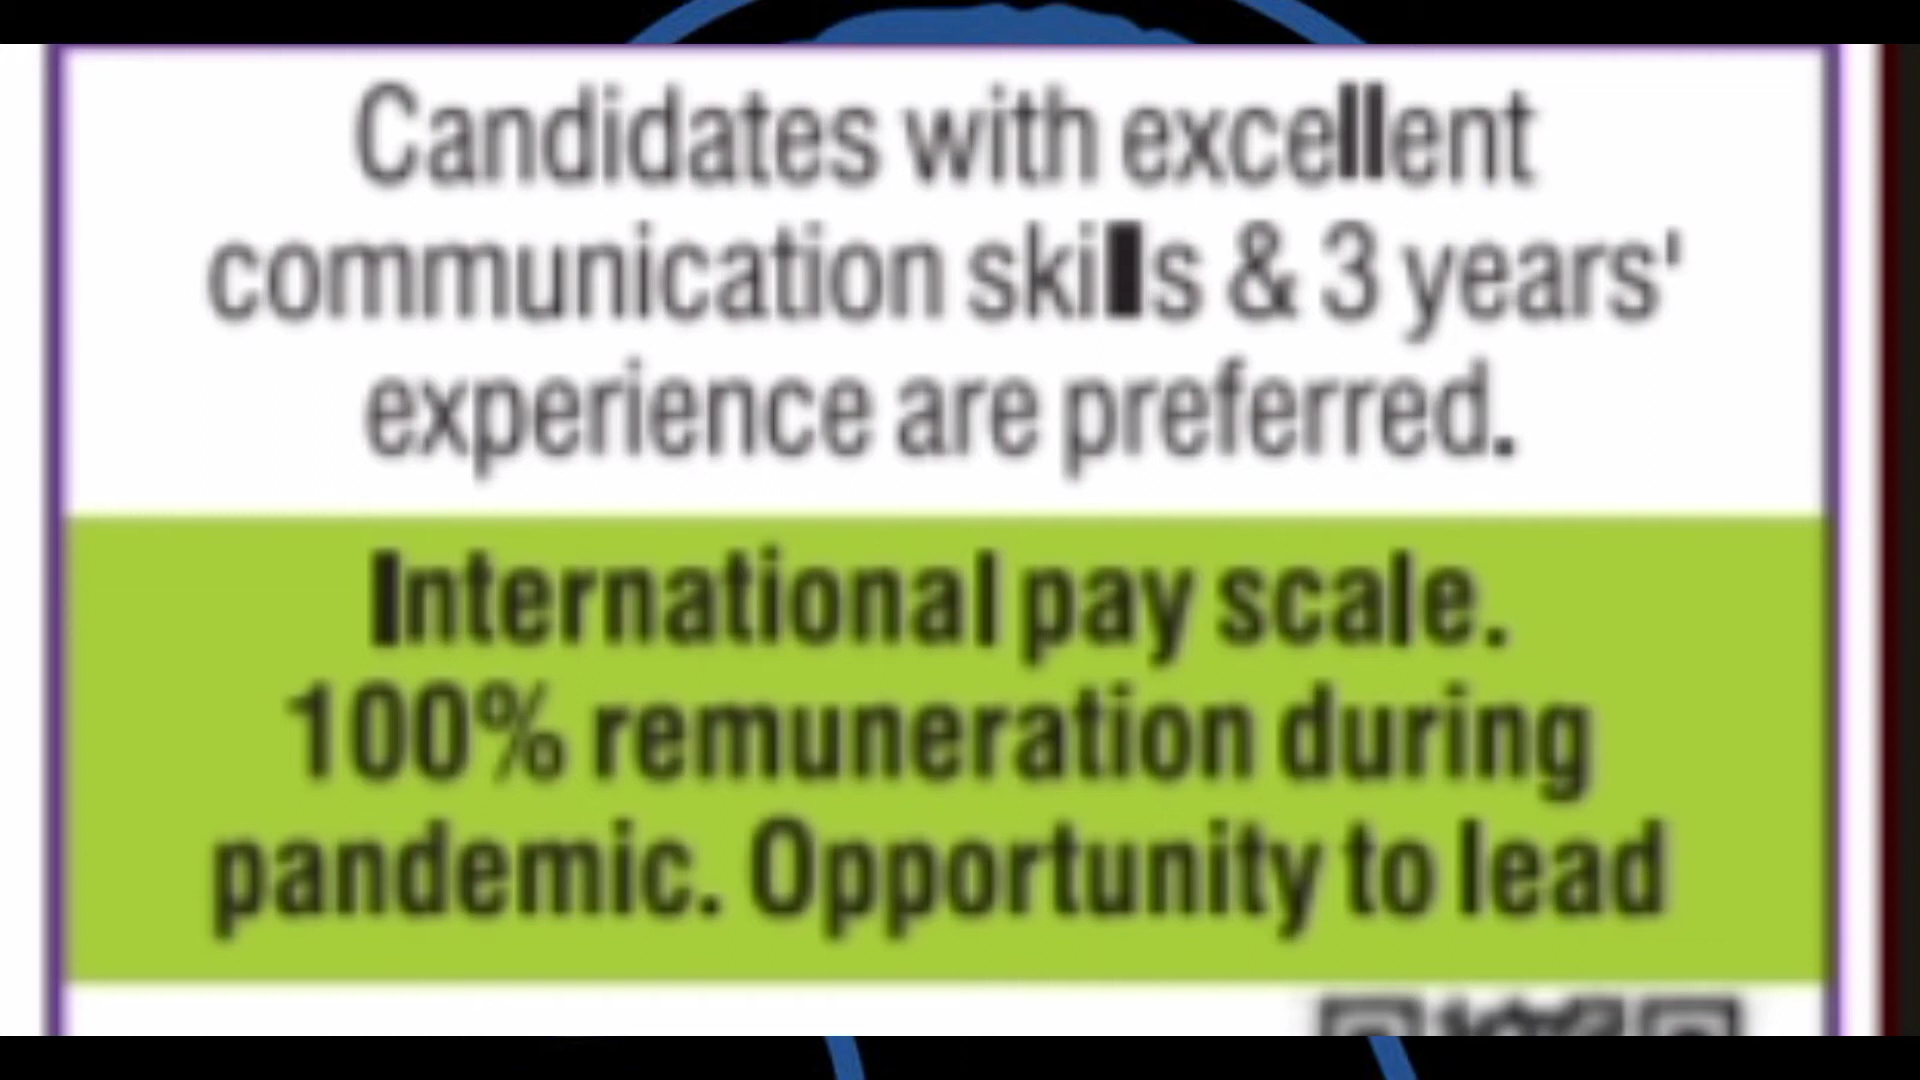 Candidates with excellent
communication skills & 3 years'
experience are preferred.
International pay scale.
100% remuneration during
pandemic. Opportunity to lead